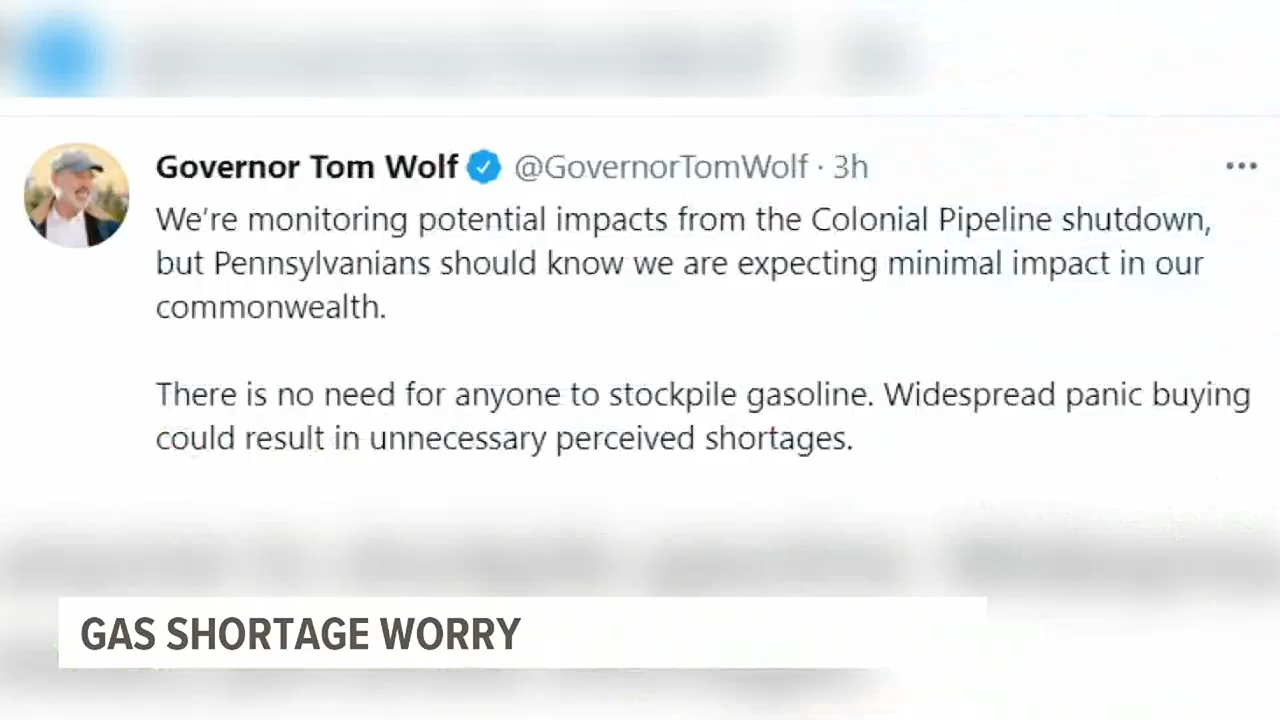 Governor Tom Wolf @GovernorTomWolf · 3h
We're monitoring potential impacts from the Colonial Pipeline shutdown,
but Pennsylvanians should know we are expecting minimal impact in our
commonwealth.
There is no need for anyone to stockpile gasoline. Widespread panic buying
could result in unnecessary perceived shortages.
GAS SHORTAGE WORRY